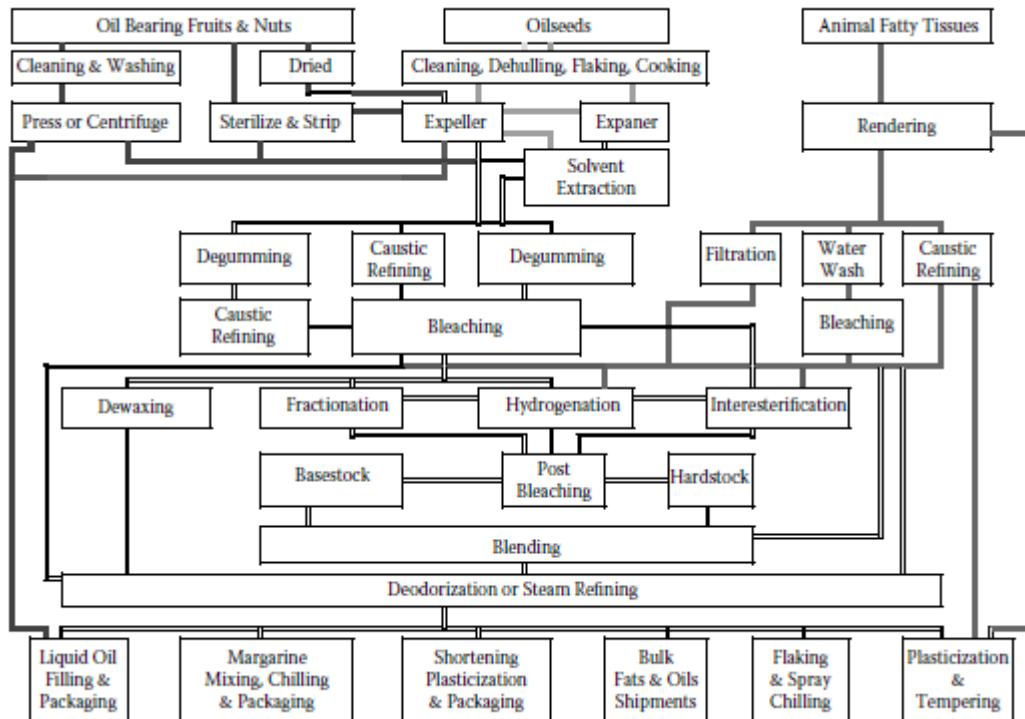 Oil Bearing Fruits & Nuts
Oilseeds
Animal Fatty Tissues
Cleaning & Washing
Dried
Cleaning, Dehulling, Flaking, Cooking
Press or Centrifuge
Sterilize & Strip
Expeller
Expaner
Rendering
Solvent
Extraction
Degumming
Caustic
Refining
Degumming
Filtration
Water
Wash
Caustic
Refining
Caustic
Refining
Bleaching
Bleaching
Dewaxing
Fractionation
Hydrogenation
Interesterification
Basestock
Post
Bleaching
Hardstock
Blending
Deodorization or Steam Refining
Liquid Oil
Filling &
Packaging
Margarine
Mixing, Chilling
& Packaging
Shortening
Plasticization
& Packaging
Bulk
Fats & Oils
Shipments
Flaking
& Spray
Chilling
Plasticization
&
Tempering